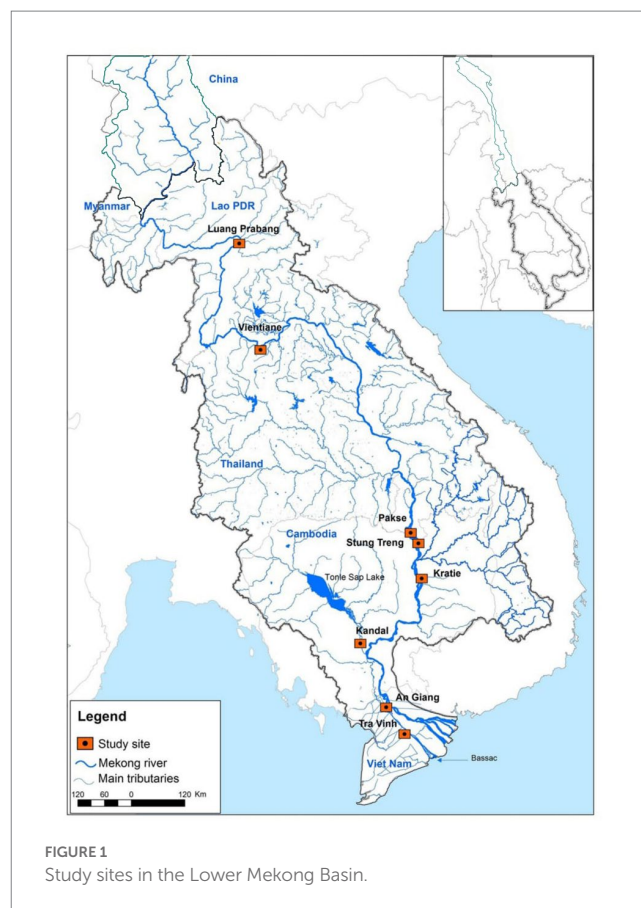 China
Myanmar
Lao PDR
Luang Prabang
Vientiane
Thailand
Pakse
Stung Treng
Cambodia
Kratie
Tonle Sap Lake
Kandal
An Giang
Tra Vinh
Viet Nam
Bassac
Legend
Study site
Mekong river
Main tributaries
120 60 0 120 Km
FIGURE 1
Study sites in the Lower Mekong Basin.